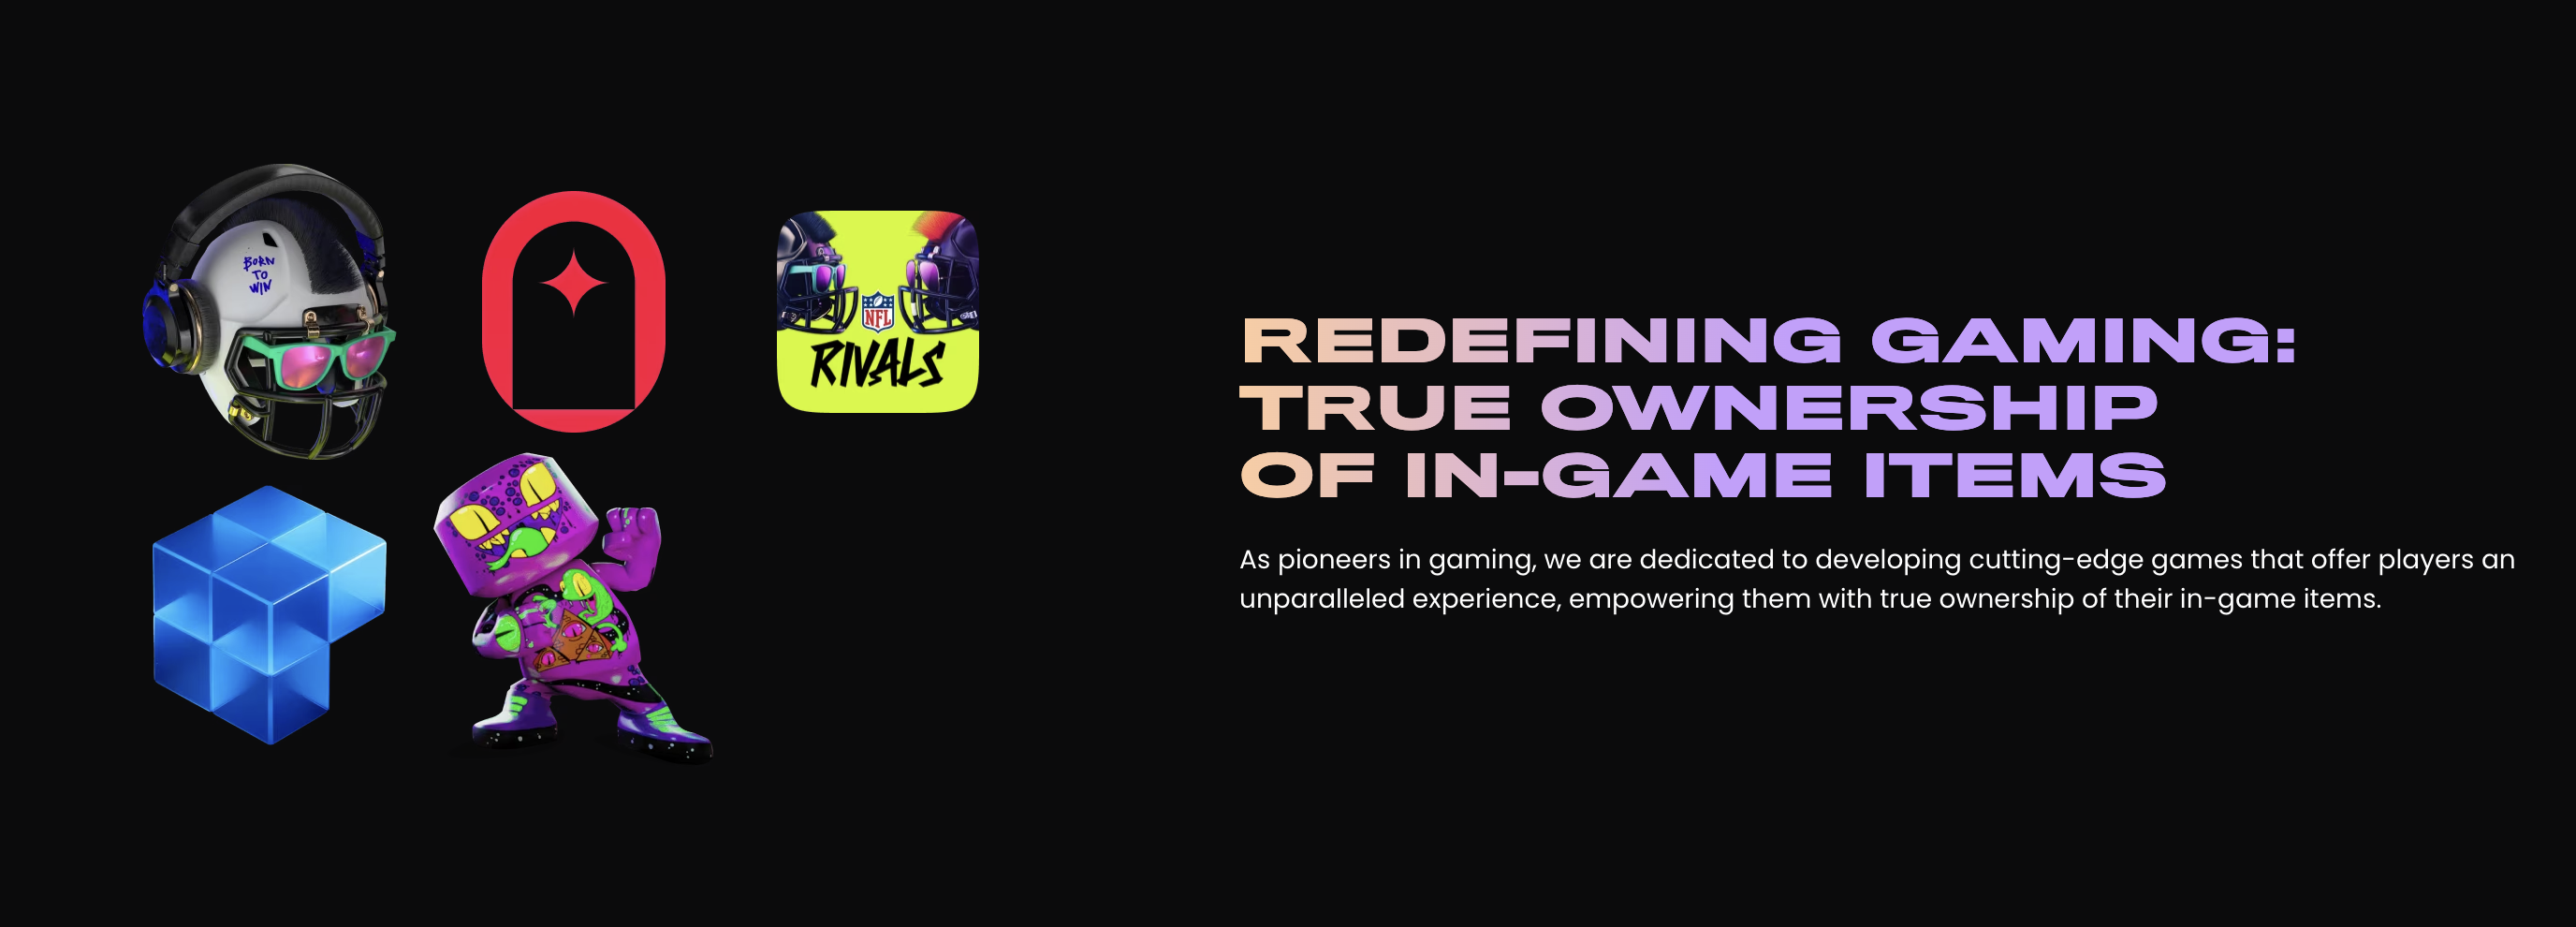 BORN
TO
WIN
NFL
RIVALS
REDEFINING GAMING:
TRUE OWNERSHIP
OF IN-GAME ITEMS
As pioneers in gaming, we are dedicated to developing cutting-edge games that offer players an
unparalleled experience, empowering them with true ownership of their in-game items.